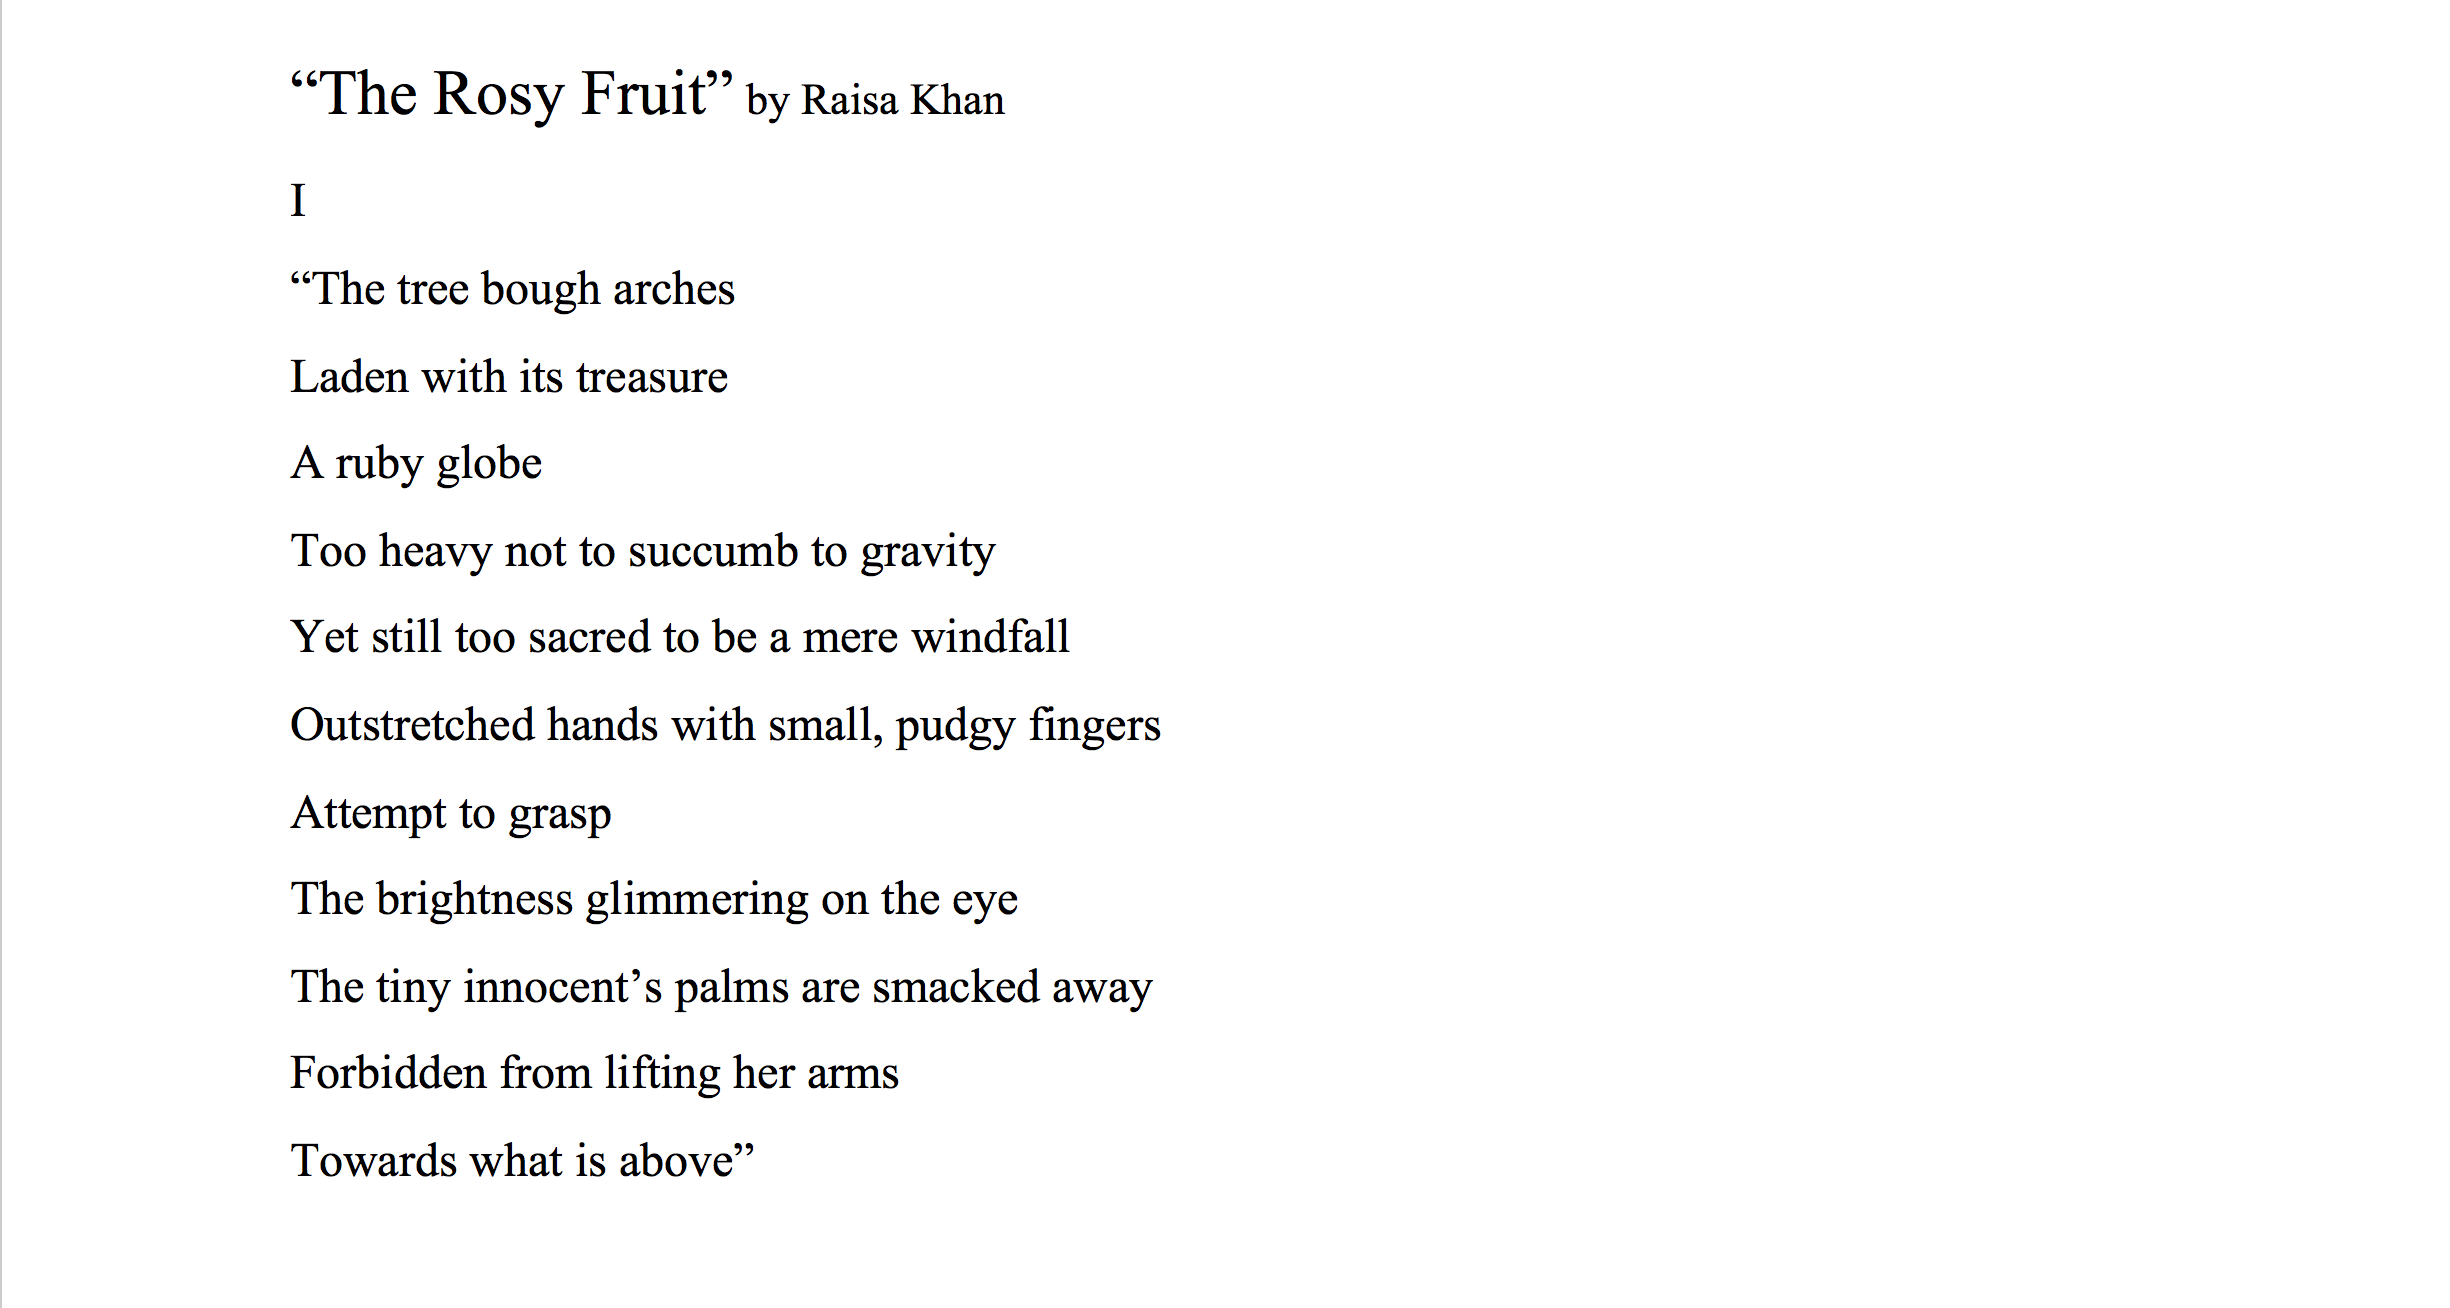 “The Rosy Fruit” by Raisa Khan
I
“The tree bough arches
Laden with its treasure
A ruby globe
Too heavy not to succumb to gravity
Yet still too sacred to be a mere windfall
Outstretched hands with small, pudgy fingers
Attempt to grasp
The brightness glimmering on the eye
The tiny innocent’s palms are smacked away
Forbidden from lifting her arms
Towards what is above”